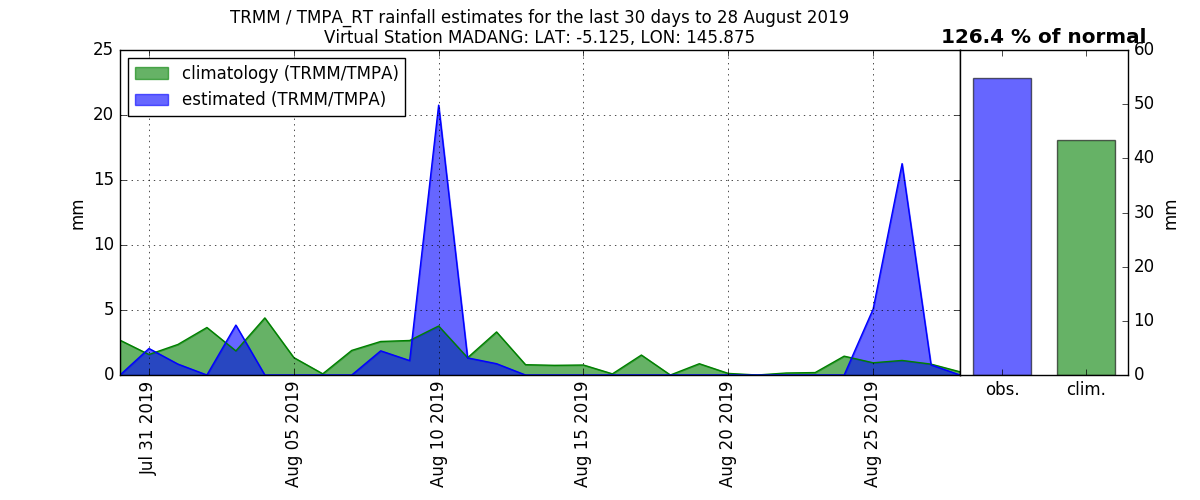 TRMM / TMPA_RT rainfall estimates for the last 30 days to 28 August 2019
Virtual Station MADANG: LAT: -5.125, LON: 145.875
126.4 % of normal
climatology (TRMM/TMPA)
estimated (TRMM/TMPA)
25
20
15
10
5
0
mm
Jul 31 2019
Aug 05 2019
Aug 10 2019
Aug 15 2019
Aug 20 2019
Aug 25 2019
60
50
40
30
20
10
0
mm
obs.
clim.